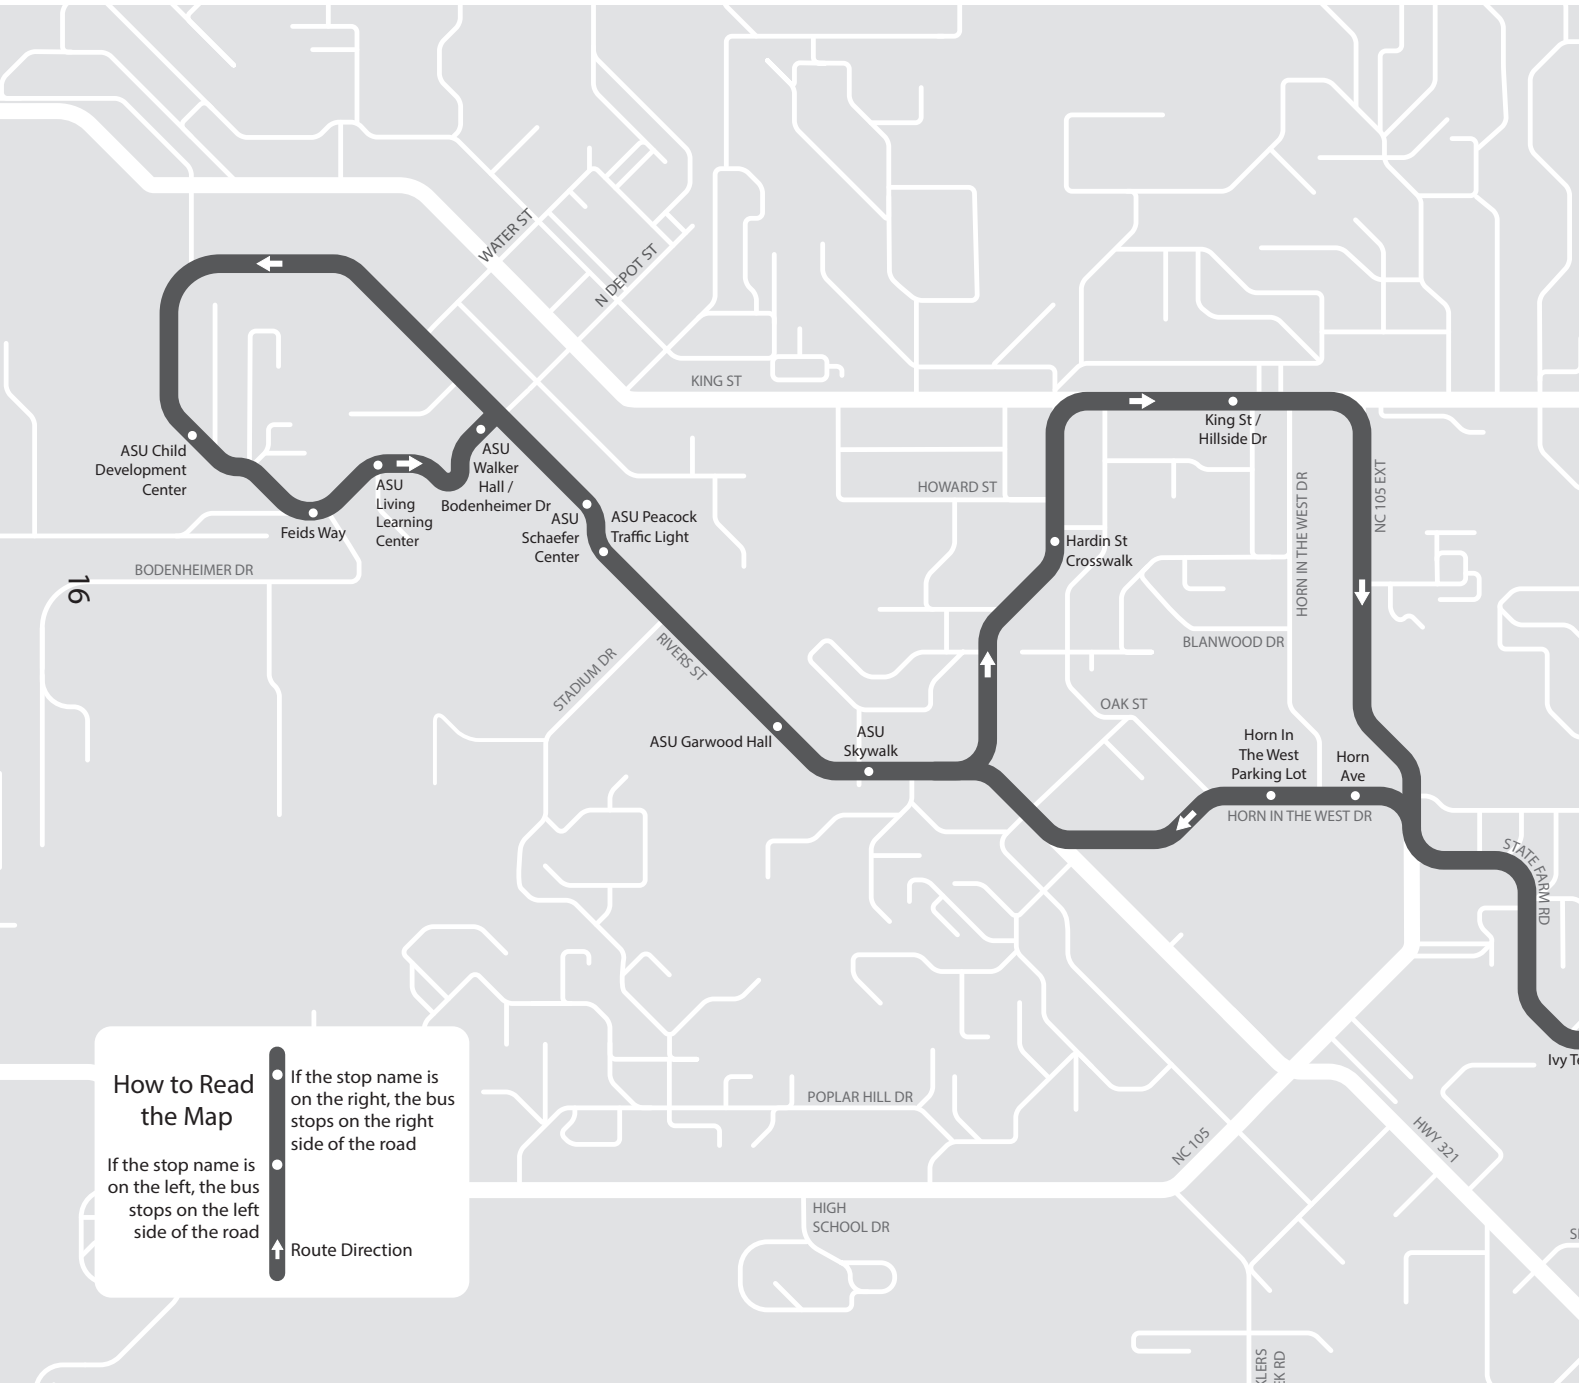 WATER ST
N DEPOT ST
KING ST
King St /
Hillside Dr
ASU Child
Development
Center
ASU
Walker
Hall /
Bodenheimer Dr
ASU
Living
Learning
Center
Feids Way
ASU
Schaefer
Center
ASU Peacock
Traffic Light
HOWARD ST
Hardin St
Crosswalk
HORN IN THE WEST DR
NC 105 EXT
BODENHEIMER DR
16
STADIUM DR
RIVERS ST
BLANWOOD DR
OAK ST
ASU Garwood Hall
ASU
Skywalk
Horn In
The West
Parking Lot
Horn
Ave
HORN IN THE WEST DR
STATE FARM RD
Ivy
How to Read
the Map
If the stop name is
on the right, the bus
stops on the right
side of the road
If the stop name is
on the left, the bus
stops on the left
side of the road
Route Direction
POPLAR HILL DR
NC 105
HWY 321
HIGH
SCHOOL DR
RD